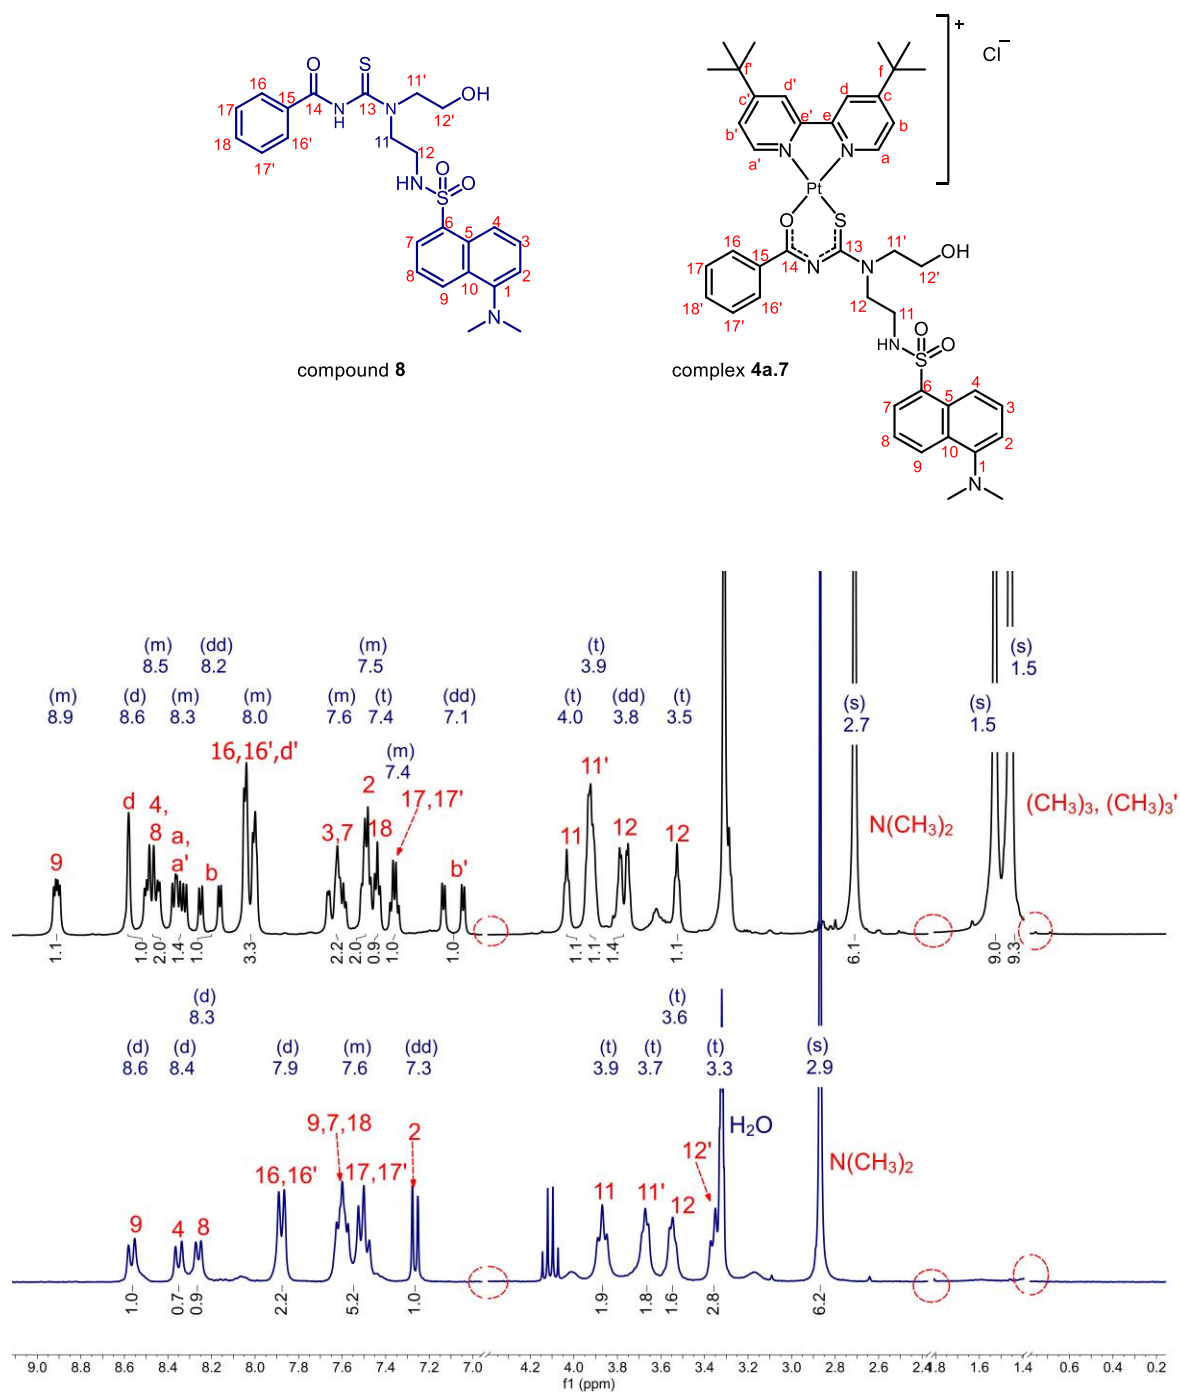 O
S
11'
OH
16
15
14
N
H
13
N
12'
17
18
16'
17'
11
12
HN
O
O
S
6
5
4
3
7
8
9
10
1
2
N
compound 8
+
Cl−
f'
f
d'
d
c'
c
e'
e
b'
b
a'
a
N
N
Pt
O
S
16
15
14
N
13
N
11'
OH
12'
17
18'
16'
17'
12
11
HN
O
O
S
6
5
4
3
7
8
9
10
1
2
N
complex 4a.7
(m) (dd) (m) (t) (s)
8.5 8.2 7.5 3.9 1.5
(m) (d) (m) (m) (m) (t) (dd) (t) (dd) (t) (s) (s)
8.9 8.6 8.3 8.0 7.6 7.4 7.1 4.0 3.8 3.5 2.7 1.5
(m)
7.4
9 d 4, 8 a, a' b 16,16',d' 3,7 2 18 17,17' b' 11 11' 12 12 N(CH3)2 (CH3)3, (CH3)3'
1.1 1.0 2.0 1.4 1.0 3.3 2.2 2.0 0.9 1.0 1.0 1.1 1.1 1.4 1.1 6.1 9.0 9.3
(d) (t)
8.3 3.6
(d) (d) (d) (m) (dd) (t) (t) (t) (s)
8.6 8.4 7.9 7.6 7.3 3.9 3.7 3.3 2.9
9 4 8 16,16' 9,7,18 17,17' 2 11 11' 12 12' H2O N(CH3)2
1.0 0.7 0.8 2.2 5.2 1.0 1.9 1.8 1.6 2.8 6.2
9.0 8.8 8.6 8.4 8.2 8.0 7.8 7.6 7.4 7.2 7.0 4.2 4.0 3.8 3.6 3.4 3.2 3.0 2.8 2.6 2.4 1.8 1.6 1.4 0.6 0.4 0.2
f1 (ppm)